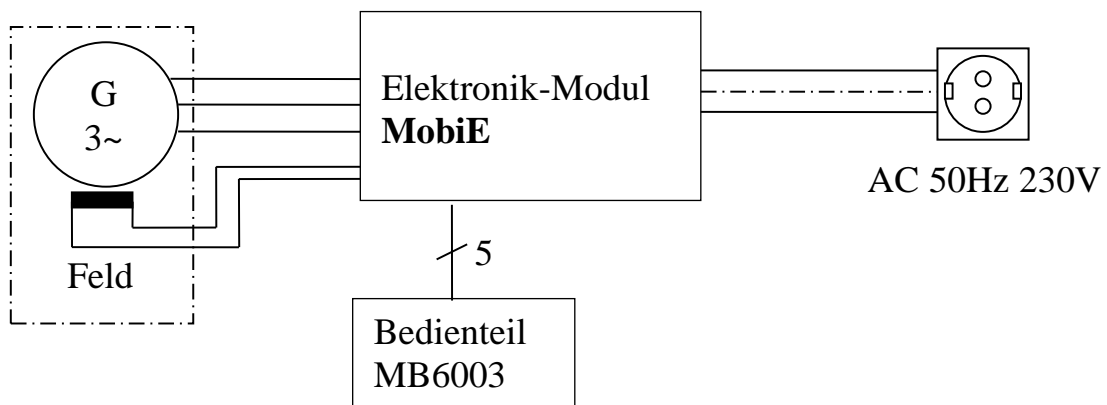 G
3~
Feld
Elektronik-Modul
MobiE
5
Bedienteil
MB6003
AC 50Hz 230V